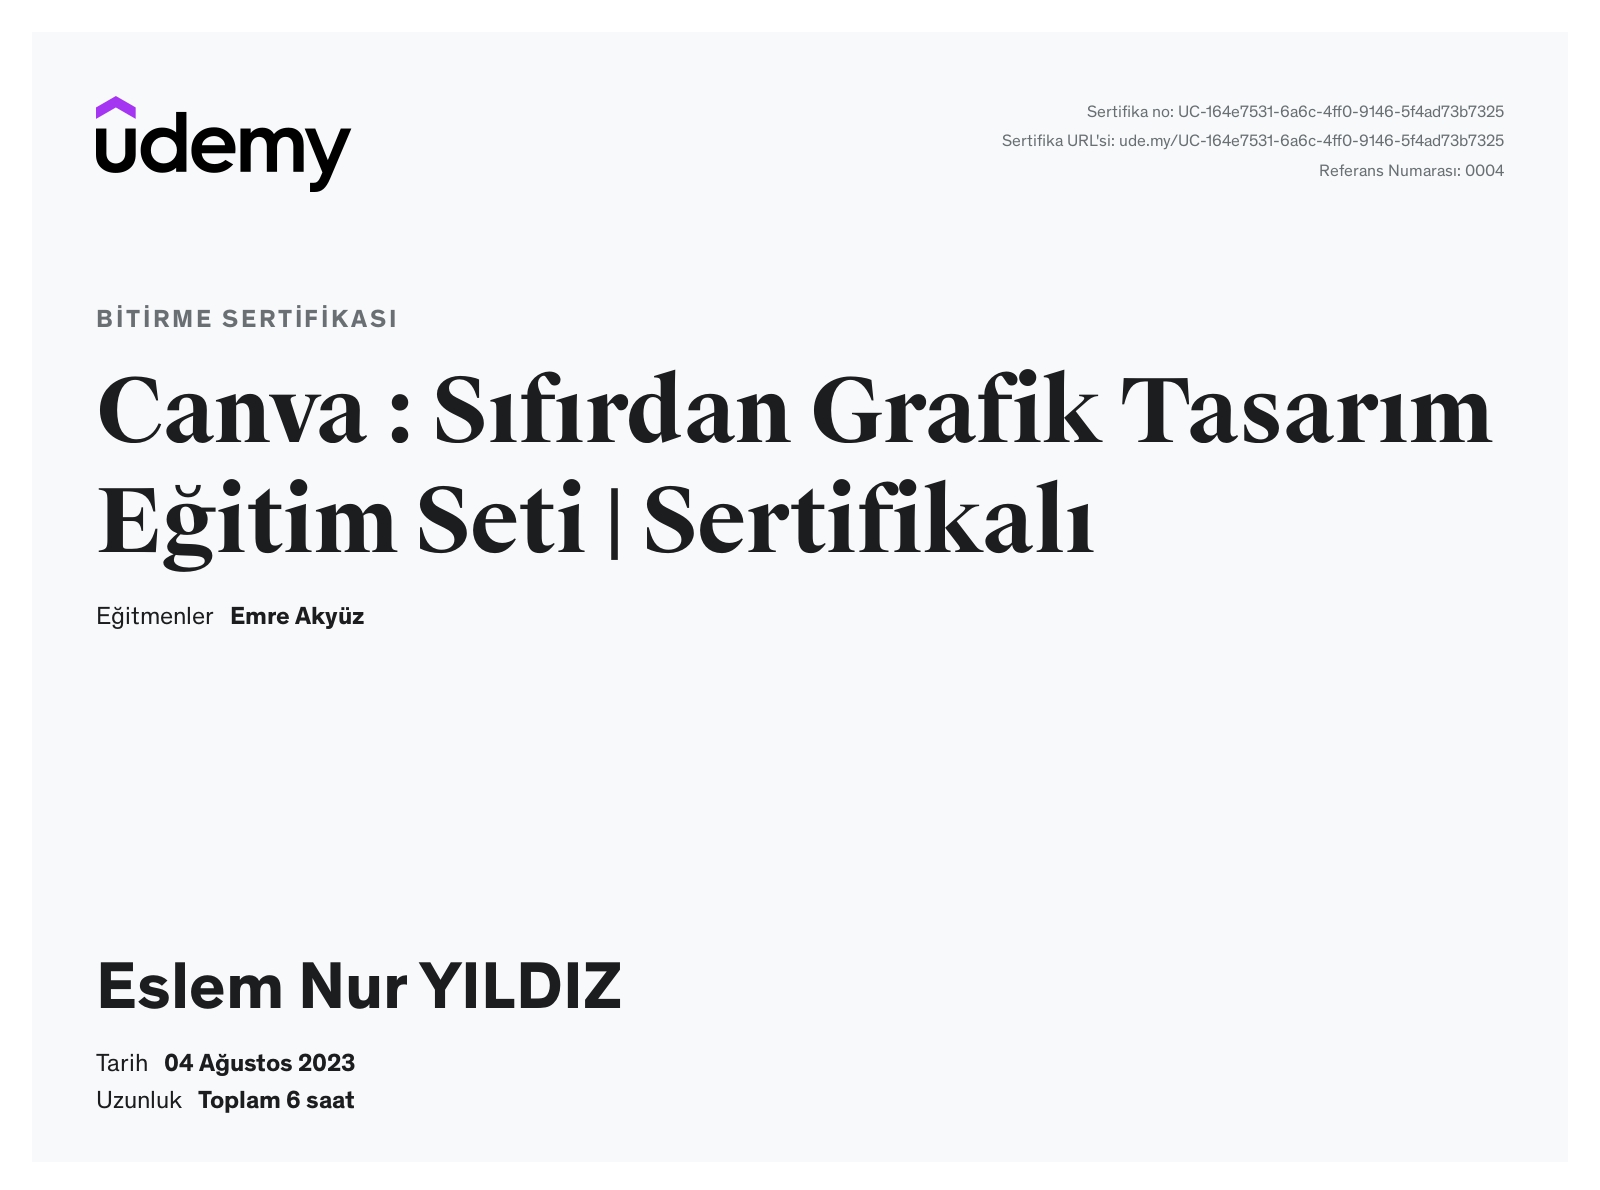 udemy
Sertifika no: UC-164e7531-6a6c-4ff0-9146-5f4ad73b7325
Sertifika URL'si: ude.my/UC-164e7531-6a6c-4ff0-9146-5f4ad73b7325
Referans Numarası: 0004
BİTİRME SERTİFİKASI
Canva : Sıfırdan Grafik Tasarım
Eğitim Seti | Sertifikalı
Eğitmenler Emre Akyüz
Eslem Nur YILDIZ
Tarih 04 Ağustos 2023
Uzunluk Toplam 6 saat